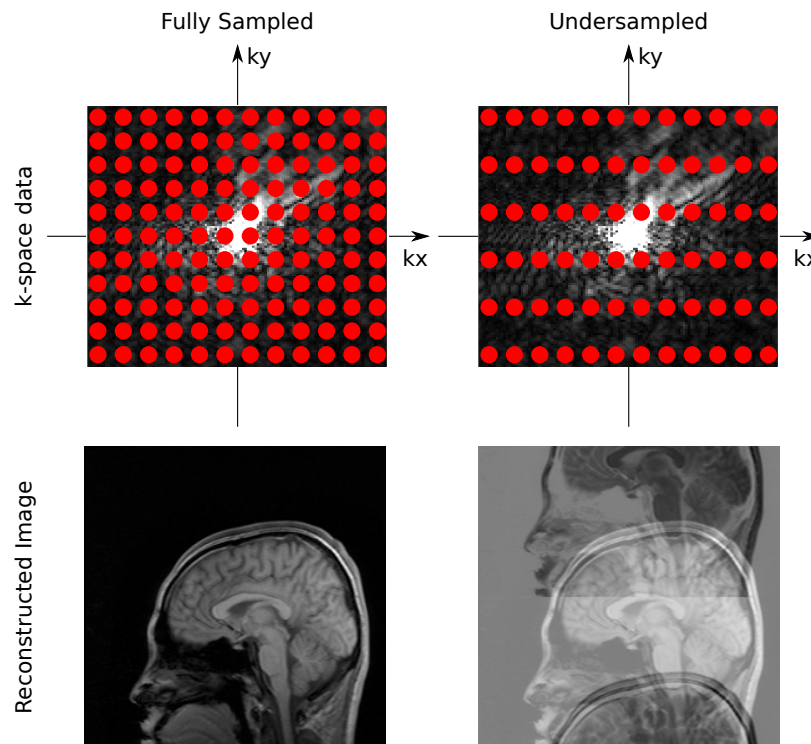 Fully Sampled
Undersampled
ky
ky
k-space data
kx
kx
Reconstructed Image